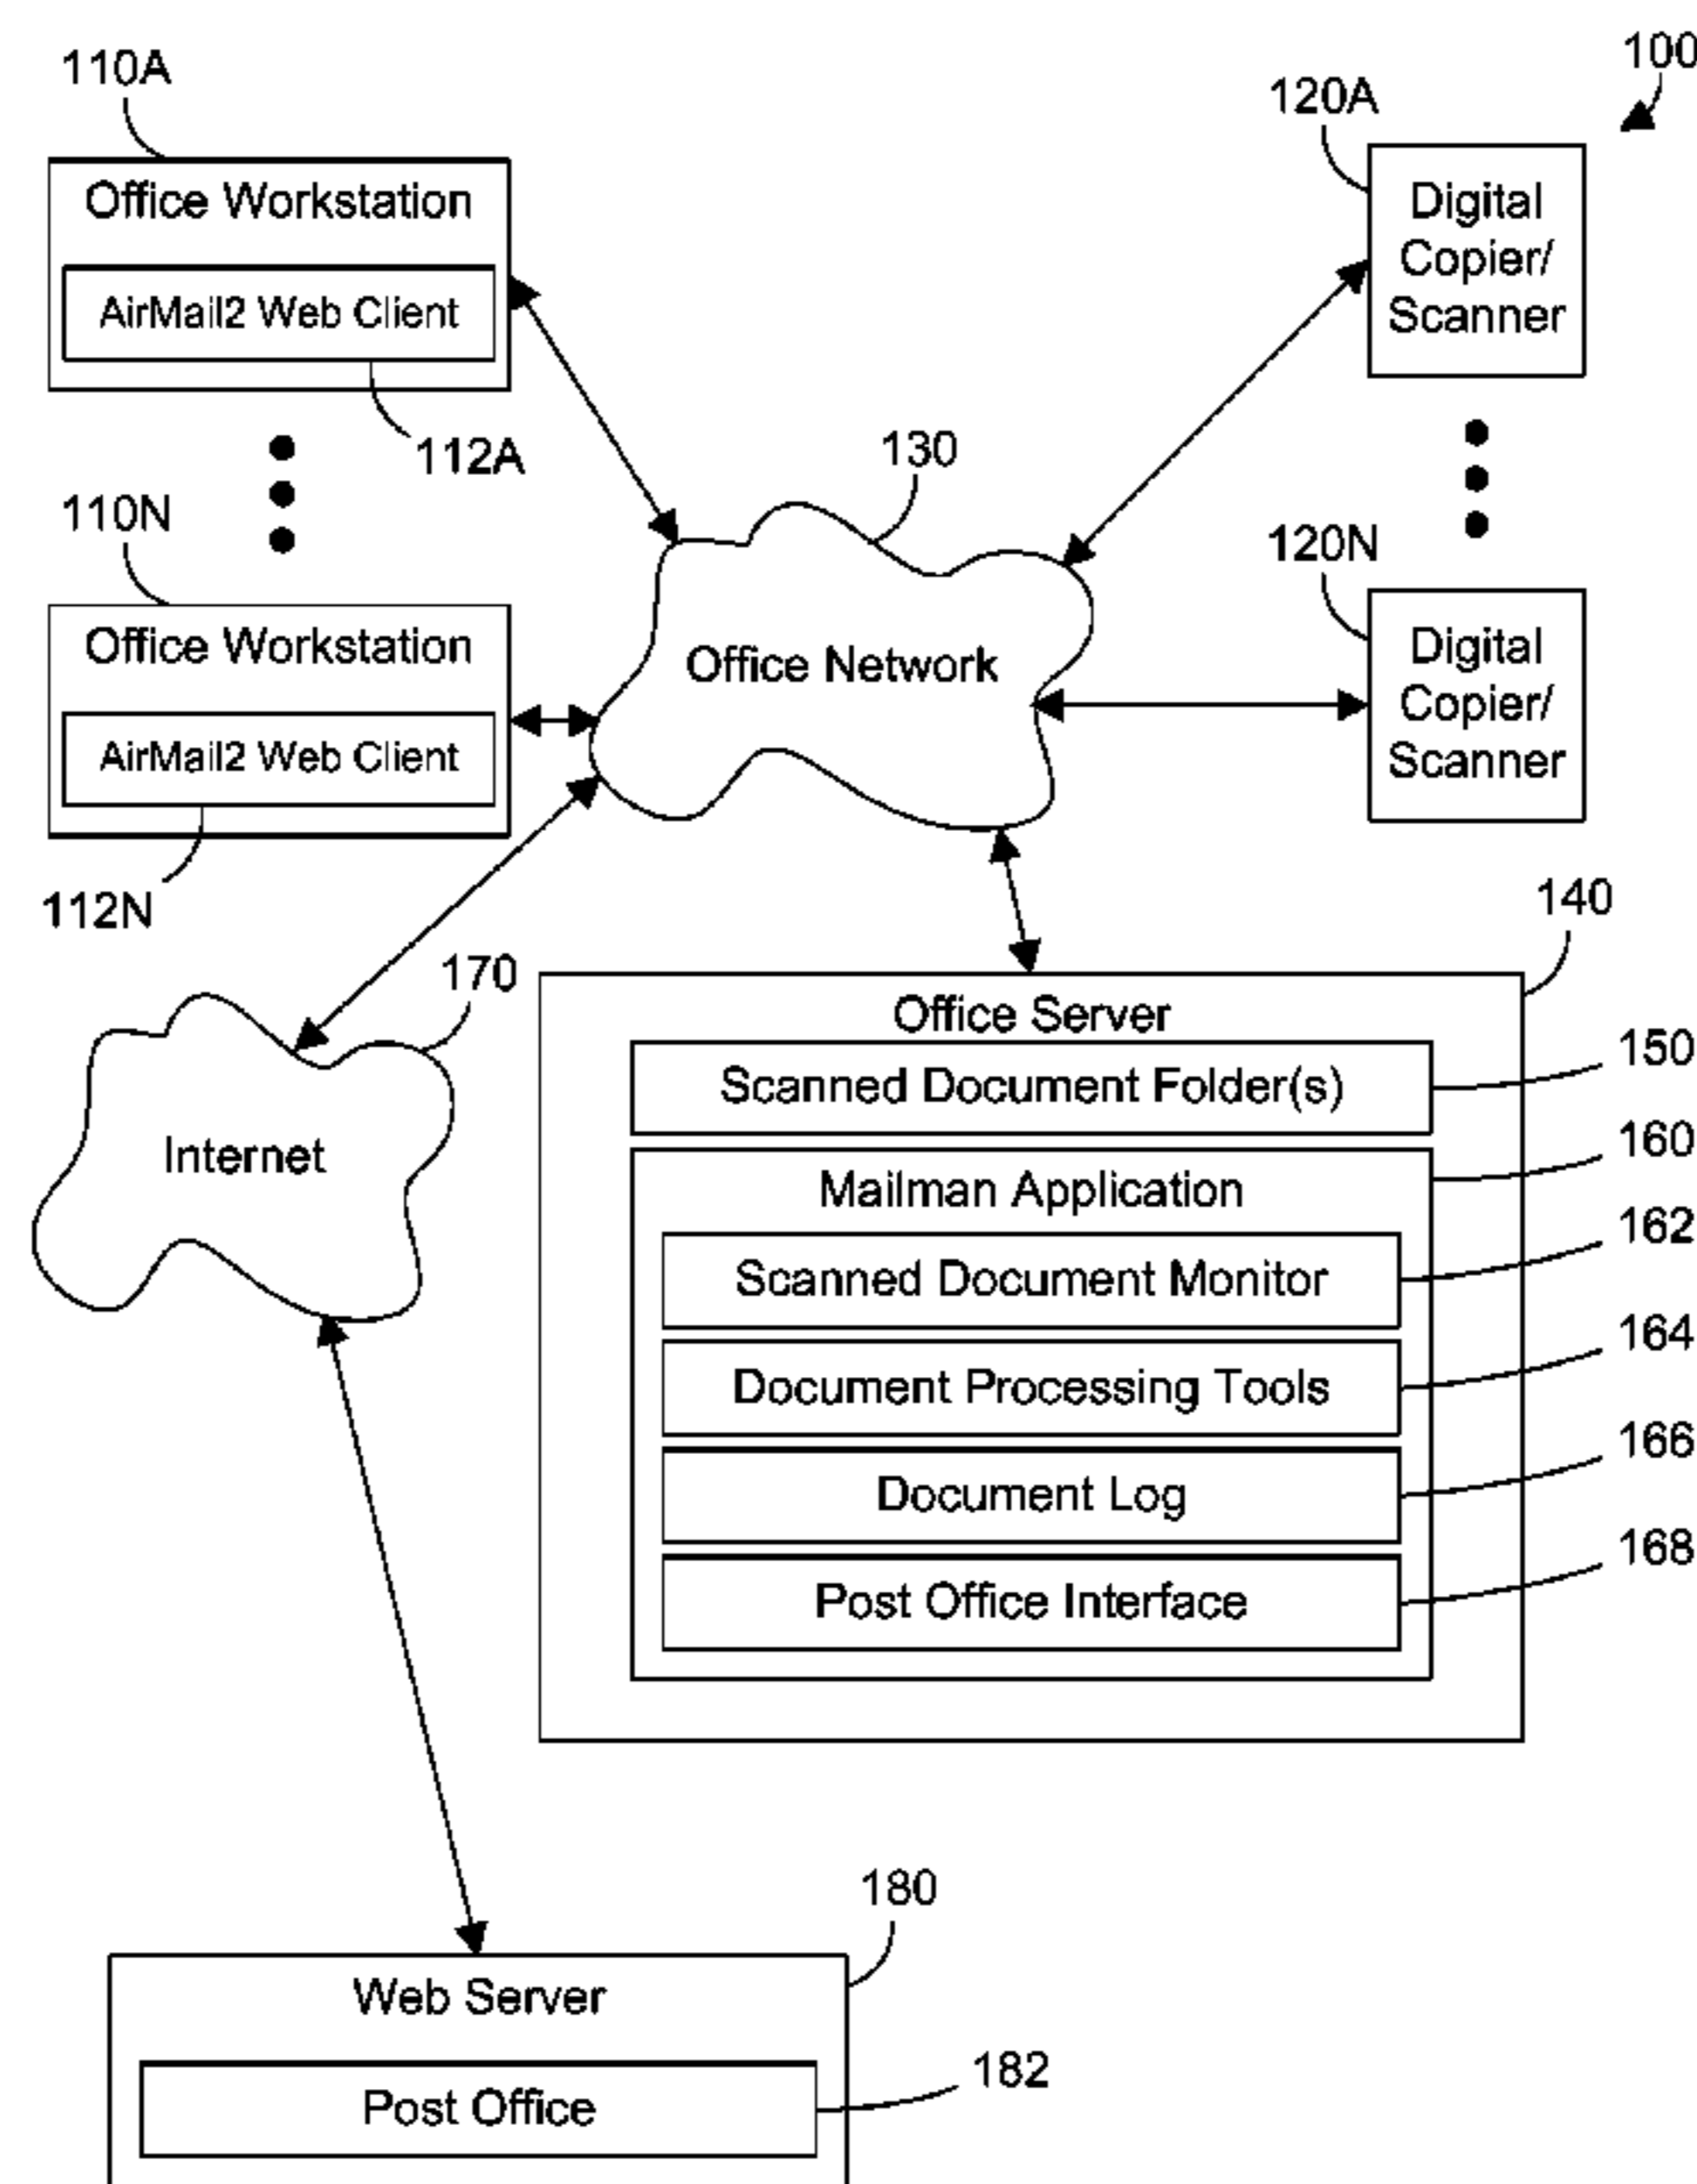 100
110A
120A
Office Workstation
AirMail2 Web Client
112A
Digital
Copier/
Scanner
130
110N
120N
Office Workstation
AirMail2 Web Client
112N
Office Network
Digital
Copier/
Scanner
140
170
Internet
Office Server
Scanned Document Folder(s)
150
Mailman Application
160
Scanned Document Monitor
162
Document Processing Tools
164
Document Log
166
Post Office Interface
168
180
Web Server
Post Office
182